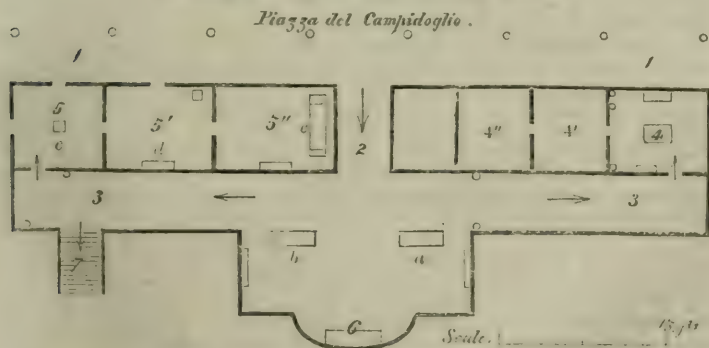 Piazza del Campidoglio.
1 1
5 5' 5" e 2 4" 4' 4
c d
3 3
7 b a
6
Scale.